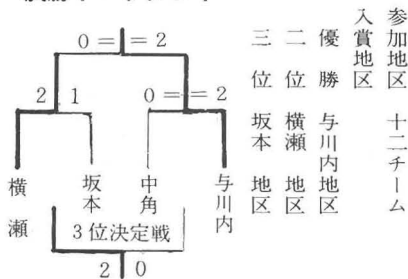 参加地区 十二チーム
入賞地区
優勝 与川内地区
二位 横瀬 地区
三位 坂本 地区
0＝＝2
2 1
0＝＝2
横瀬
坂本
中角
与川内
3位決定戦
2 0